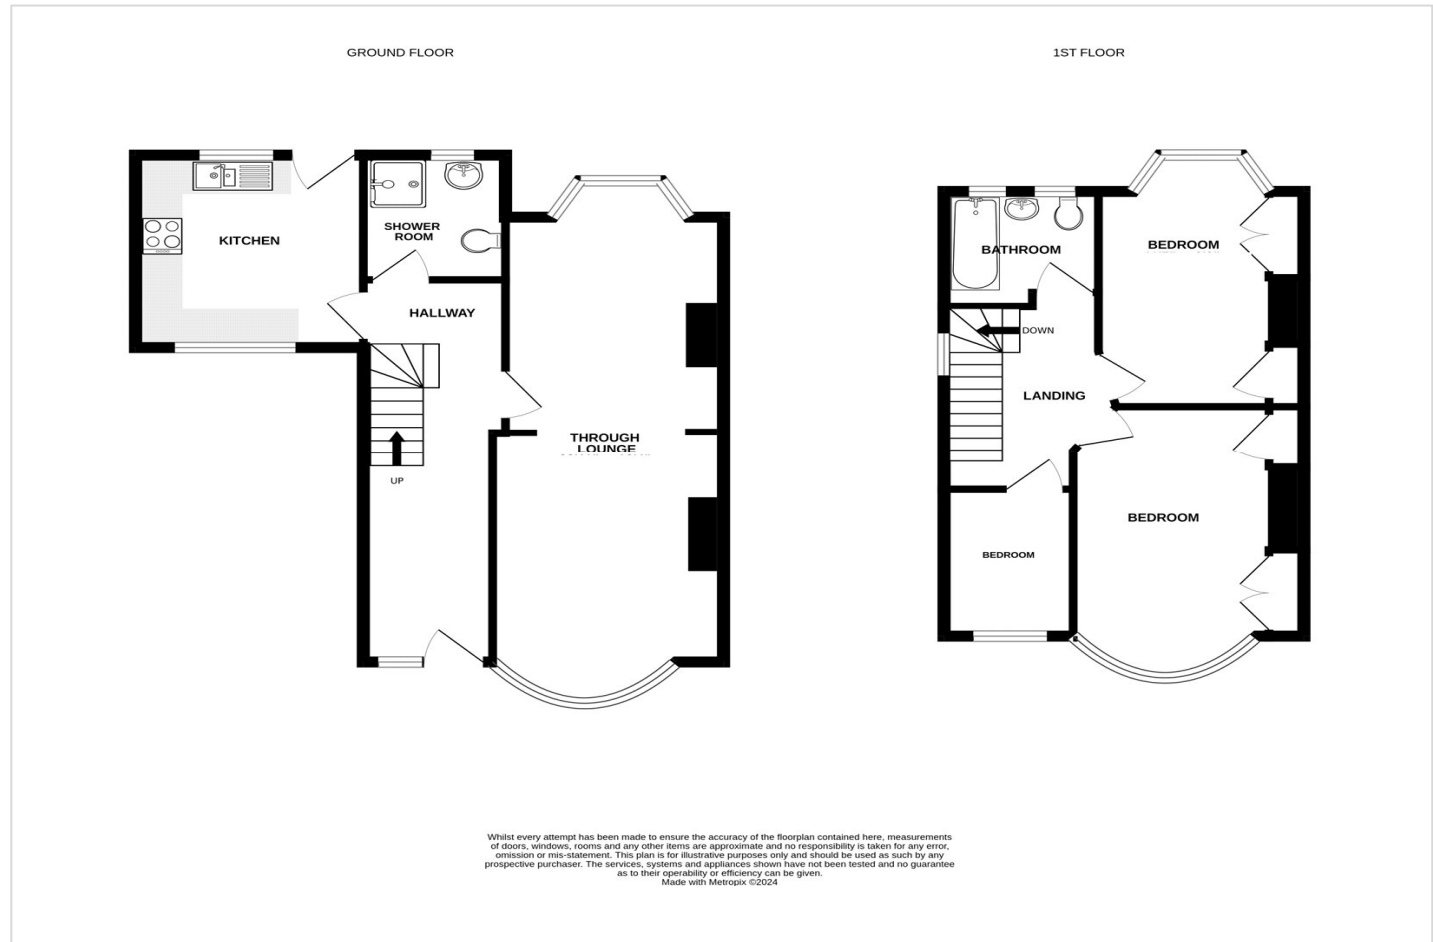 GROUND FLOOR
1ST FLOOR
KITCHEN
SHOWER
ROOM
HALLWAY
UP
THROUGH
LOUNGE
BATHROOM
BEDROOM
DOWN
LANDING
BEDROOM
BEDROOM
Whilst every attempt has been made to ensure the accuracy of the floorplan contained here, measurements
of doors, windows, rooms and any other items are approximate and no responsibility is taken for any error,
omission or mis-statement. This plan is for illustrative purposes only and should be used as such by any
prospective purchaser. The services, systems and appliances shown have not been tested and no guarantee
as to their operability or efficiency can be given.
Made with Metropix ©2024